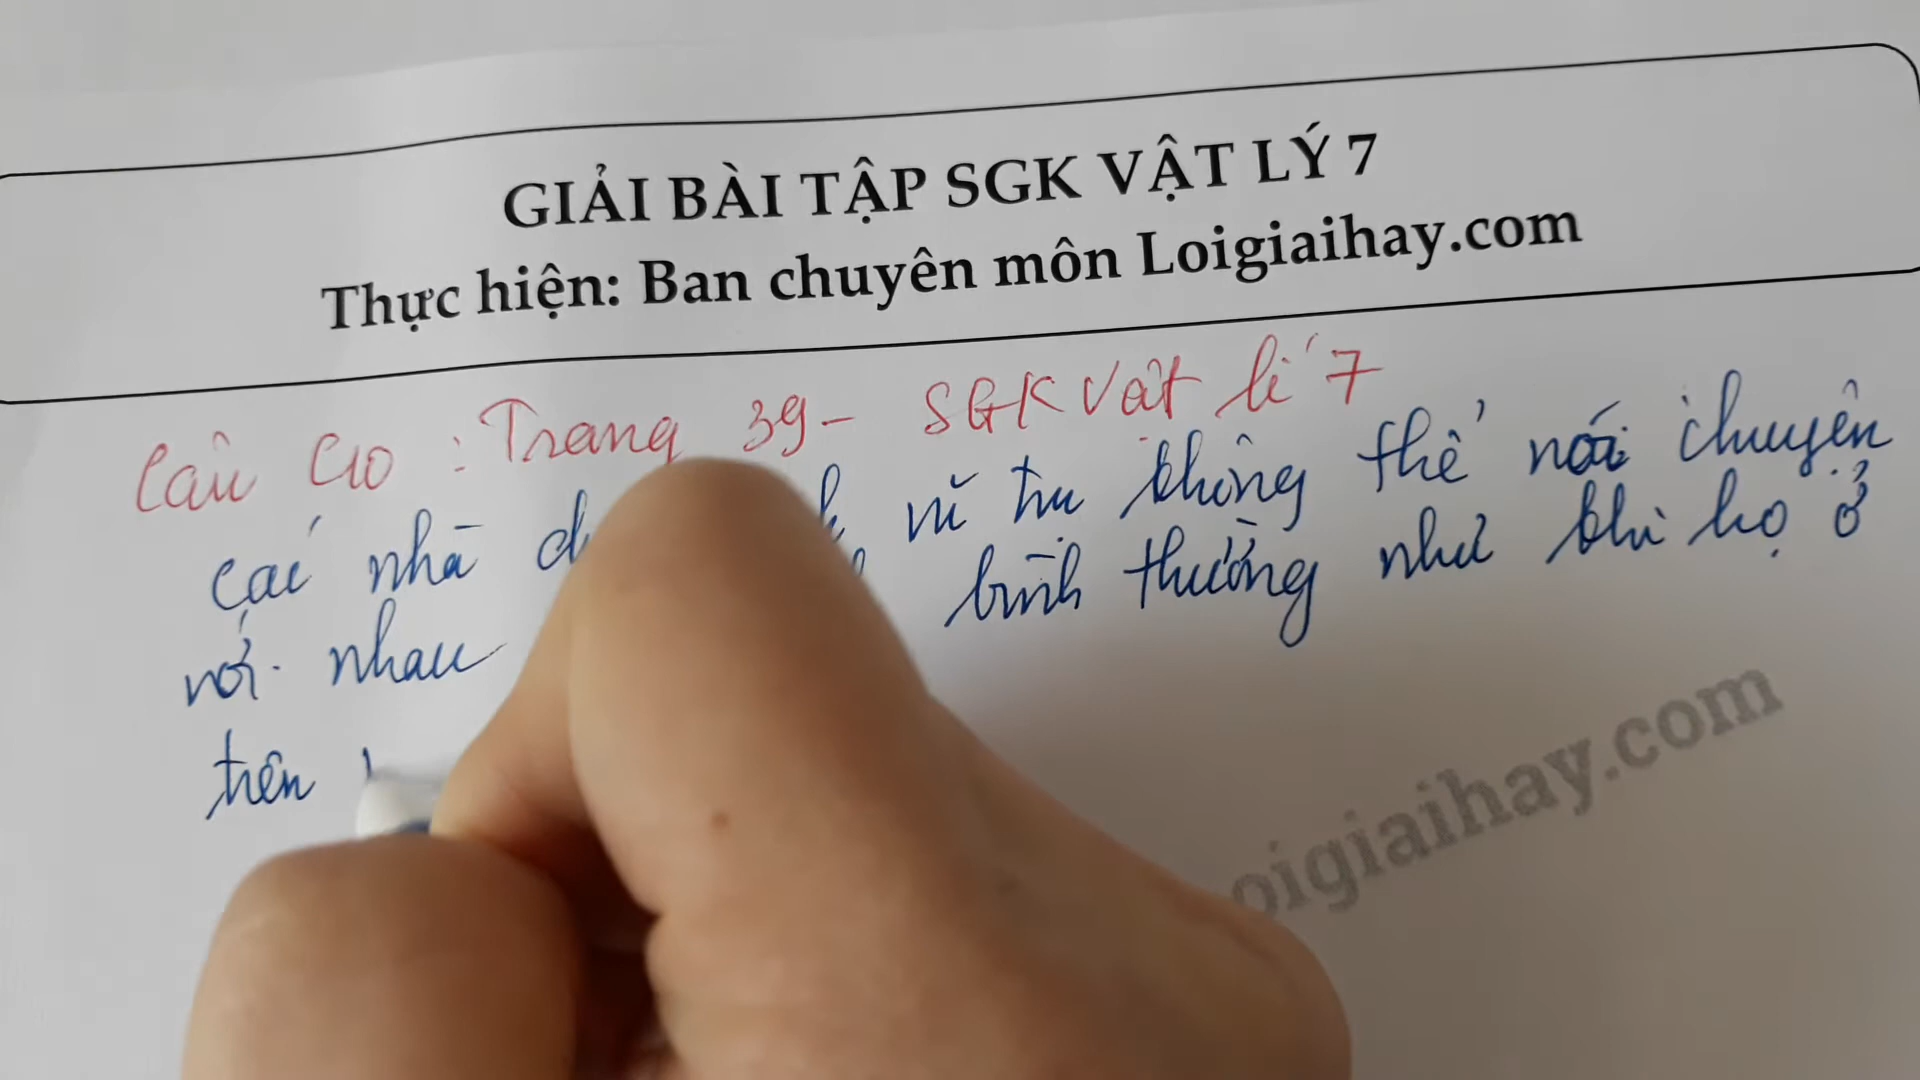 GIẢI BÀI TẬP SGK VẬT LÝ 7
Thực hiện: Ban chuyên môn Loigiaihay.com
Câu C10 : Trang 39 - SGK Vật lí 7
Các nhà vũ trụ không thể nói chuyện
với nhau bình thường như khi họ ở
trên
oigiaihay.com